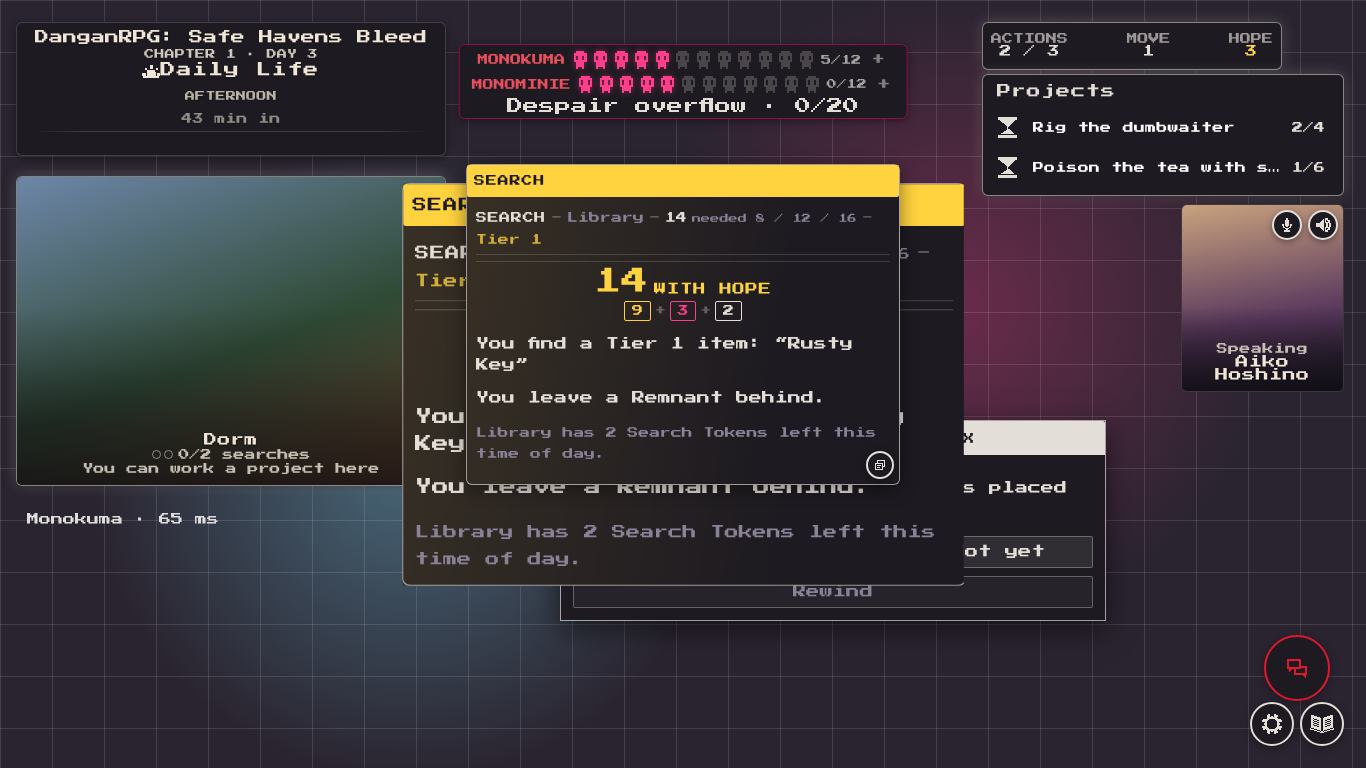 DanganRPG: Safe Havens Bleed
CHAPTER 1 · DAY 3
Daily Life
AFTERNOON
43 min in
MONOKUMA 5/12 +
MONOMINIE 0/12 +
Despair overflow · 0/20
ACTIONS MOVE HOPE
2 / 3 1 3
Projects
Rig the dumbwaiter 2/4
Poison the tea with s… 1/6
Dorm
○○0/2 searches
You can work a project here
Monokuma · 65 ms
SEARCH
SEARCH – Library – 14 needed 8 / 12 / 16 –
Tier 1
14 WITH HOPE
9 + 3 + 2
You find a Tier 1 item: “Rusty
Key”
You leave a Remnant behind.
Library has 2 Search Tokens left this
time of day.
SEAR
SEAR 6 –
Tier
You
Key
You leave a Remnant behind.
Library has 2 Search Tokens left this
time of day.
x
s placed
ot yet
Rewind
Speaking
Aiko
Hoshino